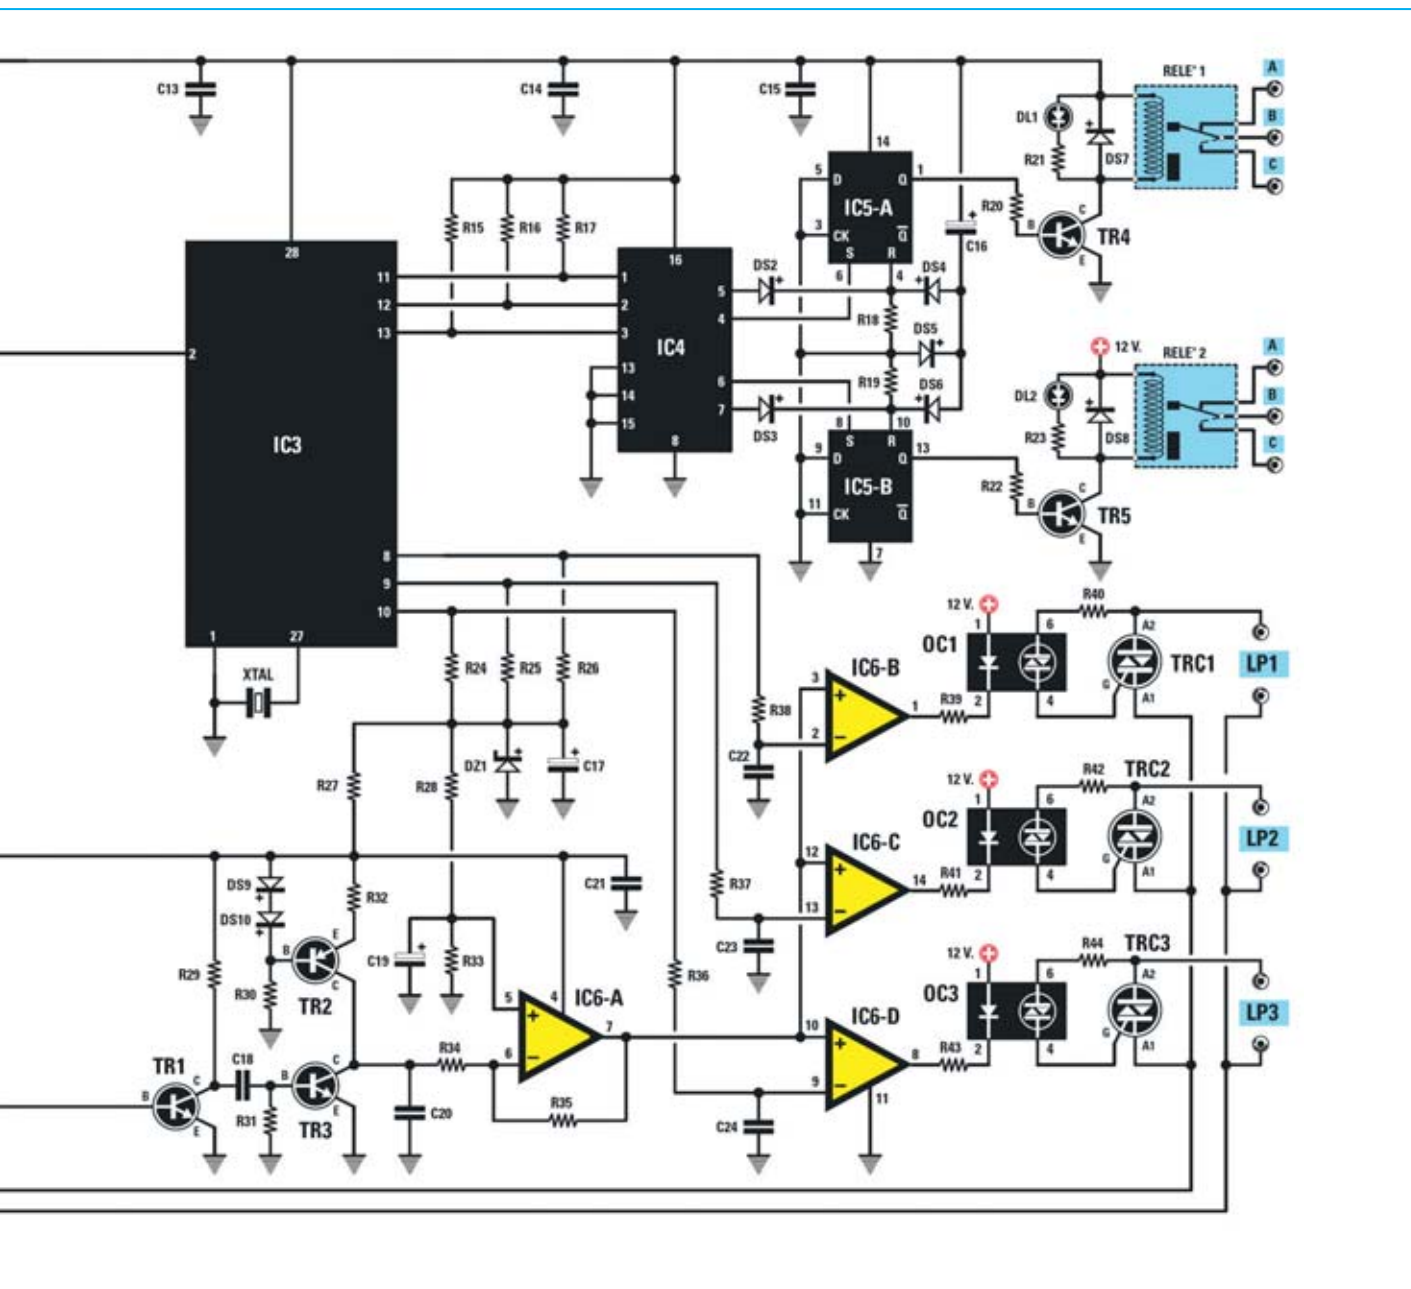 C13
C14
C15
RELE' 1
A
B
C
DL1
R21
DS7
14
5 D Q 1
IC5-A
3 CK Q
S R
6 4
R20
B C E
TR4
C16
R15 R16 R17
28
16
11 1
12 2
13 3
2
IC3
IC4
5
4
6
7
13
14
15
8
DS2
DS4
R18
DS5
R19
DS6
DS3
12 V.
RELE' 2
A
B
C
DL2
R23
DS8
8 10
S R
9 D Q 13
IC5-B
11 CK Q
7
R22
B C E
TR5
8
9
10
1 27
XTAL
R24 R25 R26
R38
R27
R28
DZ1
C17
C22
12 V.
OC1
1 6
2 4
R40
A2
G
A1
TRC1
LP1
IC6-B
3
2
1
R39
12 V.
OC2
1 6
2 4
R42
TRC2
A2
G
A1
LP2
IC6-C
12
13
14
R41
DS9
DS10
R32
C21
R37
R29
R30
B E C
TR2
C19
R33
C23
R36
12 V.
OC3
1 6
2 4
R44
TRC3
A2
G
A1
LP3
IC6-A
5
4
6
7
IC6-D
10
9
8
11
R43
TR1
B C E
C18
R31
B C E
TR3
R34
C20
R35
C24